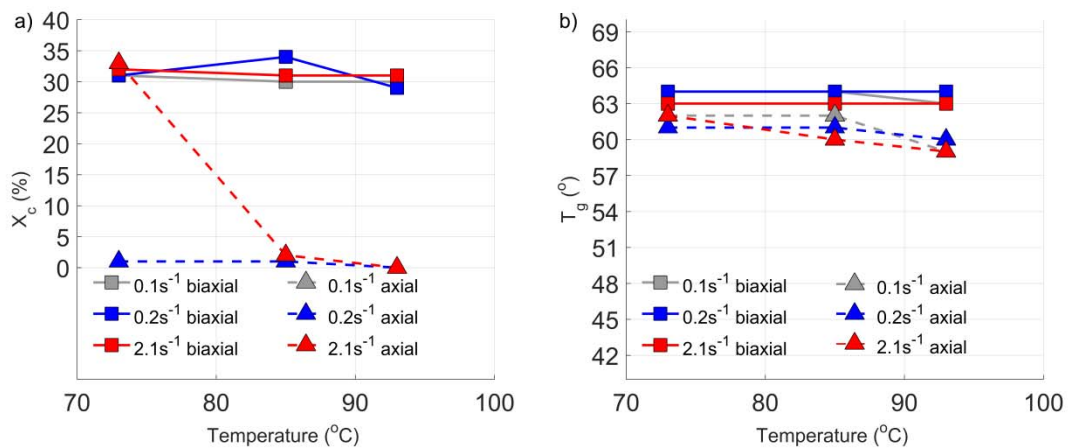 a)
40
35
30
25
20
15
10
5
0
X_c (%)
0.1s⁻¹ biaxial
0.2s⁻¹ biaxial
2.1s⁻¹ biaxial
0.1s⁻¹ axial
0.2s⁻¹ axial
2.1s⁻¹ axial
70 80 90 100
Temperature (°C)
b)
69
66
63
60
57
54
51
48
45
42
T_g (°)
0.1s⁻¹ biaxial
0.2s⁻¹ biaxial
2.1s⁻¹ biaxial
0.1s⁻¹ axial
0.2s⁻¹ axial
2.1s⁻¹ axial
70 80 90 100
Temperature (°C)